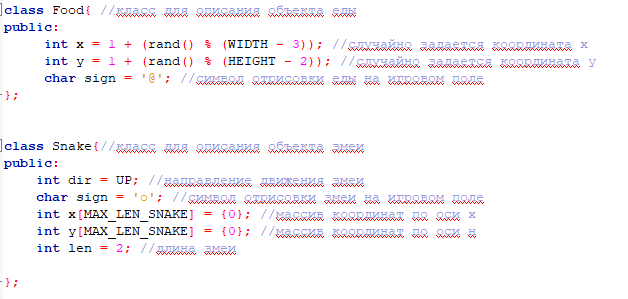 class Food{ //класс для описания объекта еды
public:
int x = 1 + (rand() % (WIDTH - 3)); //случайно задается координата х
int y = 1 + (rand() % (HEIGHT - 2)); //случайно задается координата у
char sign = '@'; //символ отрисовки еды на игровом поле
};
class Snake{//класс для описания объекта змеи
public:
int dir = UP; //направление движения змеи
char sign = 'o'; //символ отрисовки змеи на игровом поле
int x[MAX_LEN_SNAKE] = {0}; //массив координат по оси х
int y[MAX_LEN_SNAKE] = {0}; //массив координат по оси н
int len = 2; //длина змеи
};